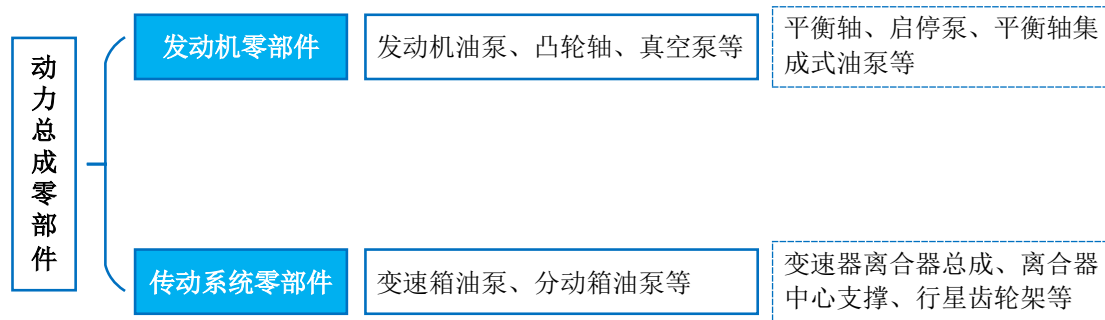 动力总成零部件
发动机零部件
发动机油泵、凸轮轴、真空泵等
平衡轴、启停泵、平衡轴集
成式油泵等
传动系统零部件
变速箱油泵、分动箱油泵等
变速器离合器总成、离合器
中心支撑、行星齿轮架等